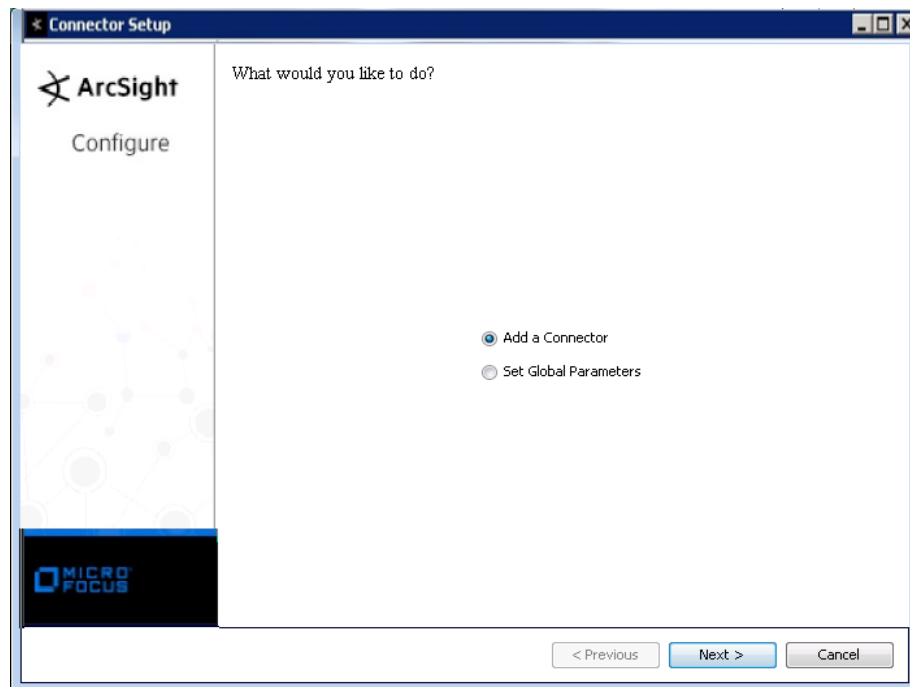 Connector Setup
ArcSight
Configure
What would you like to do?
Add a Connector
Set Global Parameters
MICRO
FOCUS
< Previous
Next >
Cancel